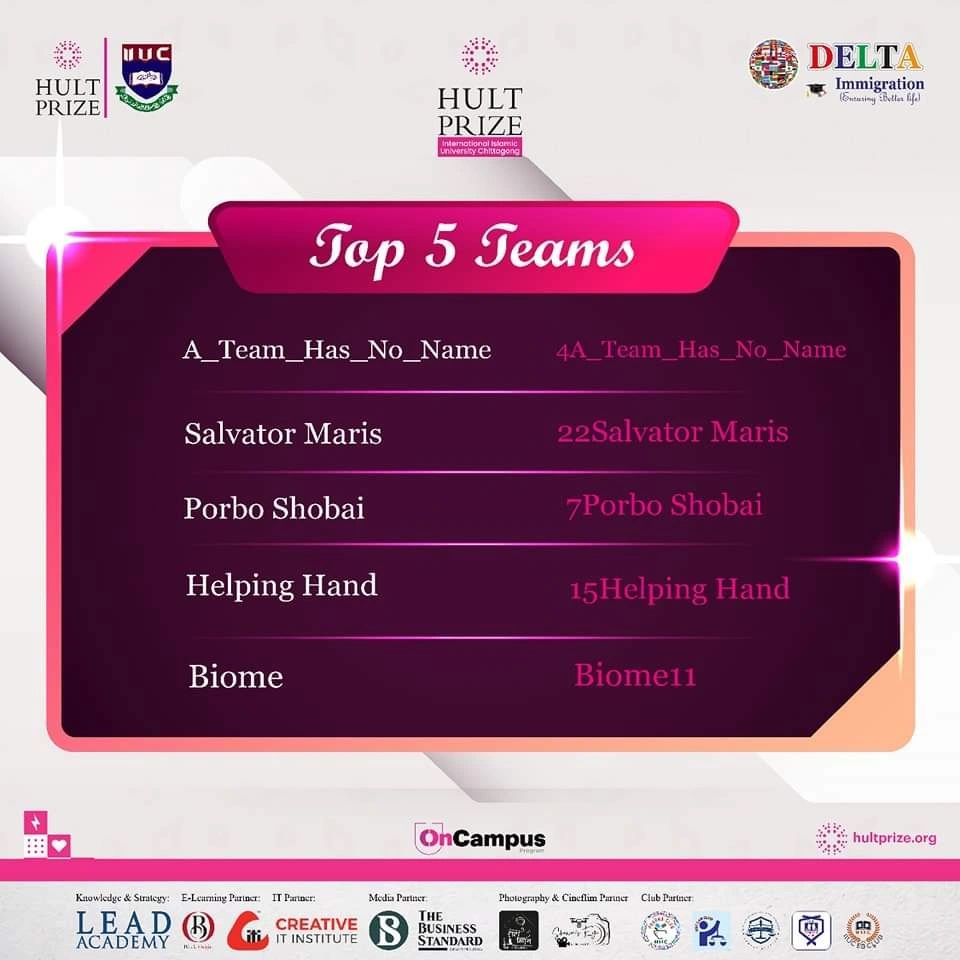 HULT
PRIZE
IIUC
HULT
PRIZE
International Islamic
University Chittagong
DELTA
Immigration
(Ensuring Better life)
Top 5 Teams
A_Team_Has_No_Name 4A_Team_Has_No_Name
Salvator Maris 22Salvator Maris
Porbo Shobai 7Porbo Shobai
Helping Hand 15Helping Hand
Biome Biome11
OnCampus
Program
hultprize.org
Knowledge & Strategy: E-Learning Partner: IT Partner: Media Partner: Photography & Cineflim Partner Club Partner:
LEAD
ACADEMY
CREATIVE
IT INSTITUTE
THE
BUSINESS
STANDARD